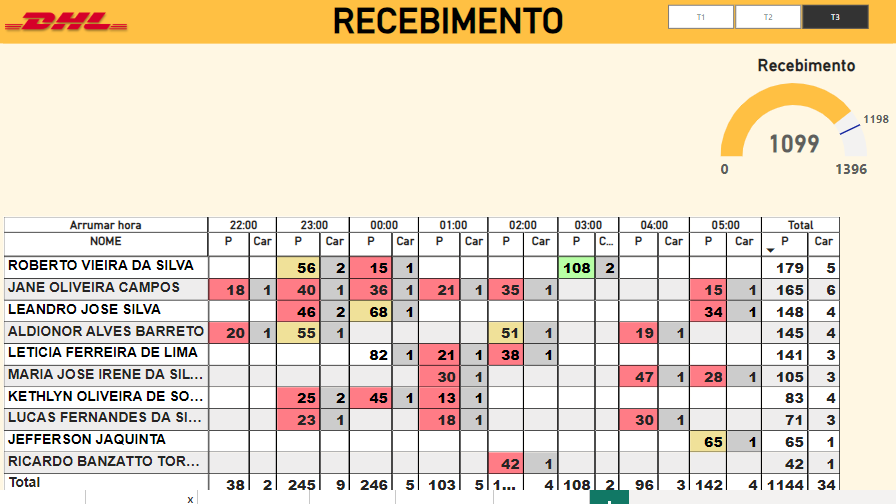 DHL RECEBIMENTO T1 T2 T3
Recebimento
1198
1099
0 1396
Arrumar hora 22:00 23:00 00:00 01:00 02:00 03:00 04:00 05:00 Total
NOME P Car P Car P Car P Car P Car P C... P Car P Car P Car
ROBERTO VIEIRA DA SILVA 56 2 15 1 108 2 179 5
JANE OLIVEIRA CAMPOS 18 1 40 1 36 1 21 1 35 1 15 1 165 6
LEANDRO JOSE SILVA 46 2 68 1 34 1 148 4
ALDIONOR ALVES BARRETO 20 1 55 1 51 1 19 1 145 4
LETICIA FERREIRA DE LIMA 82 1 21 1 38 1 141 3
MARIA JOSE IRENE DA SIL... 30 1 47 1 28 1 105 3
KETHLYN OLIVEIRA DE SO... 25 2 45 1 13 1 83 4
LUCAS FERNANDES DA SI... 23 1 18 1 30 1 71 3
JEFFERSON JAQUINTA 65 1 65 1
RICARDO BANZATTO TOR... 42 1 42 1
Total 38 2 245 9 246 5 103 5 1... 4 108 2 96 3 142 4 1144 34
x